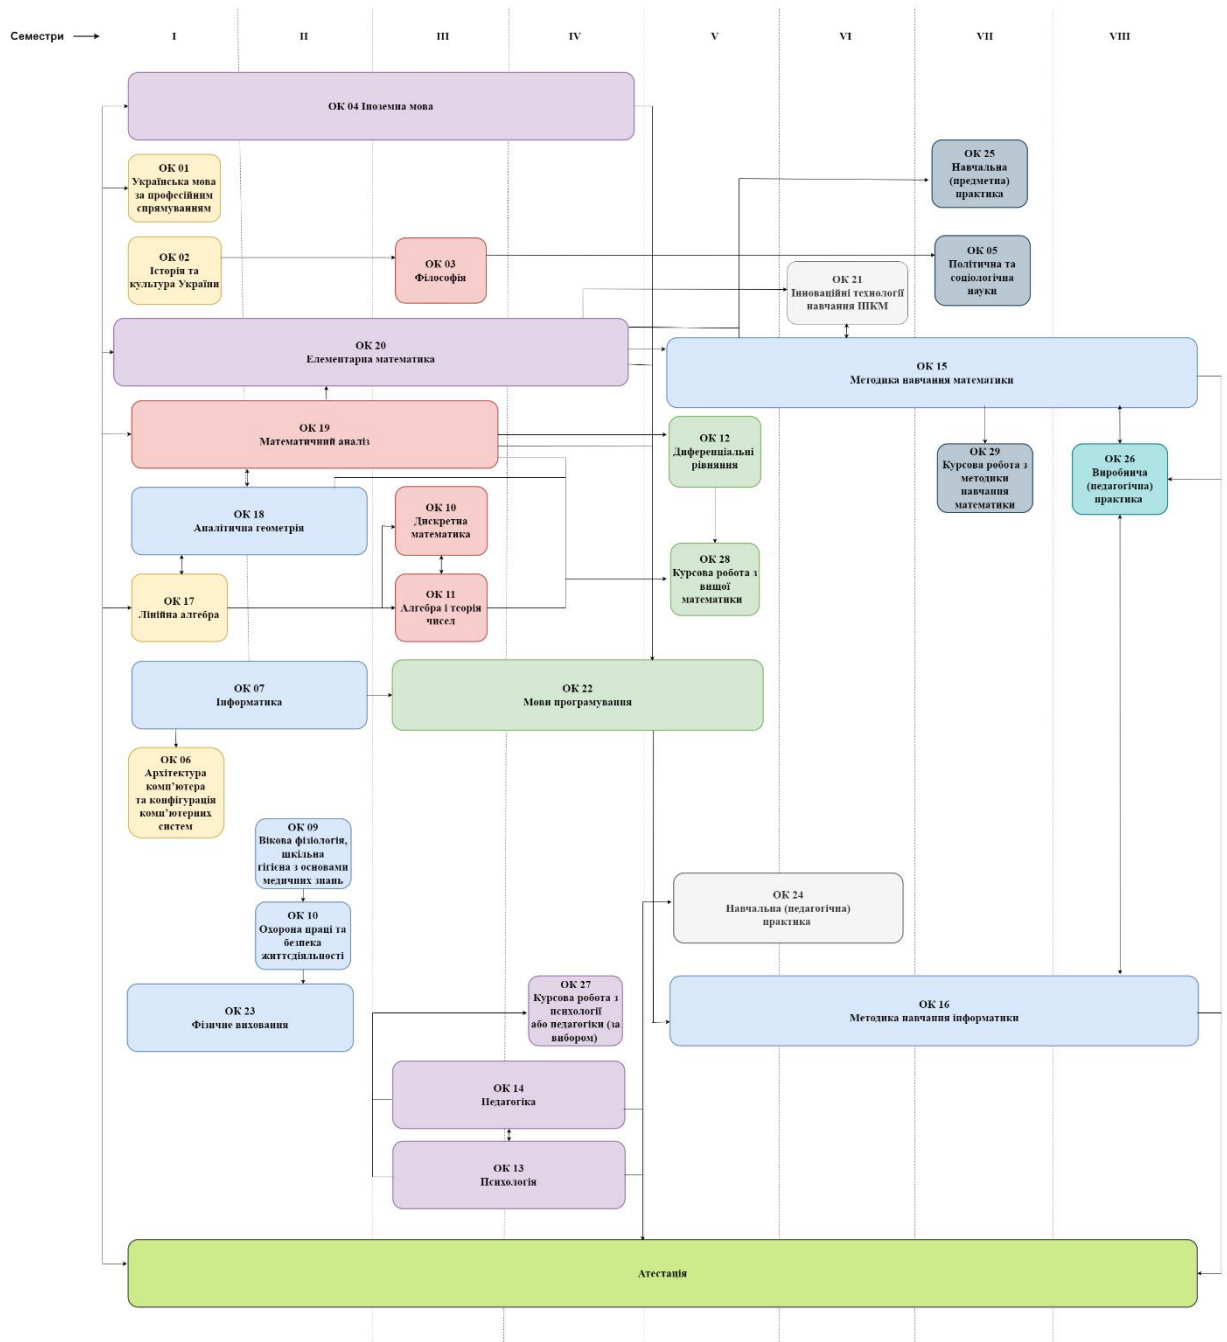 Семестри
I
II
III
IV
V
VI
VII
VIII
ОК 04 Іноземна мова
ОК 01
Українська мова
за професійним
спрямуванням
ОК 25
Навчальна
(предметна)
практика
ОК 02
Історія та
культура України
ОК 03
Філософія
ОК 05
Політична та
соціологічна
науки
ОК 21
Інноваційні технології
навчання ШКМ
ОК 20
Елементарна математика
ОК 15
Методика навчання математики
ОК 19
Математичний аналіз
ОК 12
Диференціальні
рівняння
ОК 29
Курсова робота з
методики
навчання
математики
ОК 26
Виробнича
(педагогічна)
практика
ОК 18
Аналітична геометрія
ОК 10
Дискретна
математика
ОК 28
Курсова робота з
вищої
математики
ОК 17
Лінійна алгебра
ОК 11
Алгебра і теорія
чисел
ОК 07
Інформатика
ОК 22
Мови програмування
ОК 06
Архітектура
комп’ютера
та конфігурація
комп’ютерних
систем
ОК 09
Вікова фізіологія,
шкільна
гігієна з основами
медичних знань
ОК 24
Навчальна (педагогічна)
практика
ОК 10
Охорона праці та
безпека
життєдіяльності
ОК 23
Фізичне виховання
ОК 27
Курсова робота з
психології
або педагогіки (за
вибором)
ОК 16
Методика навчання інформатики
ОК 14
Педагогіка
ОК 13
Психологія
Атестація